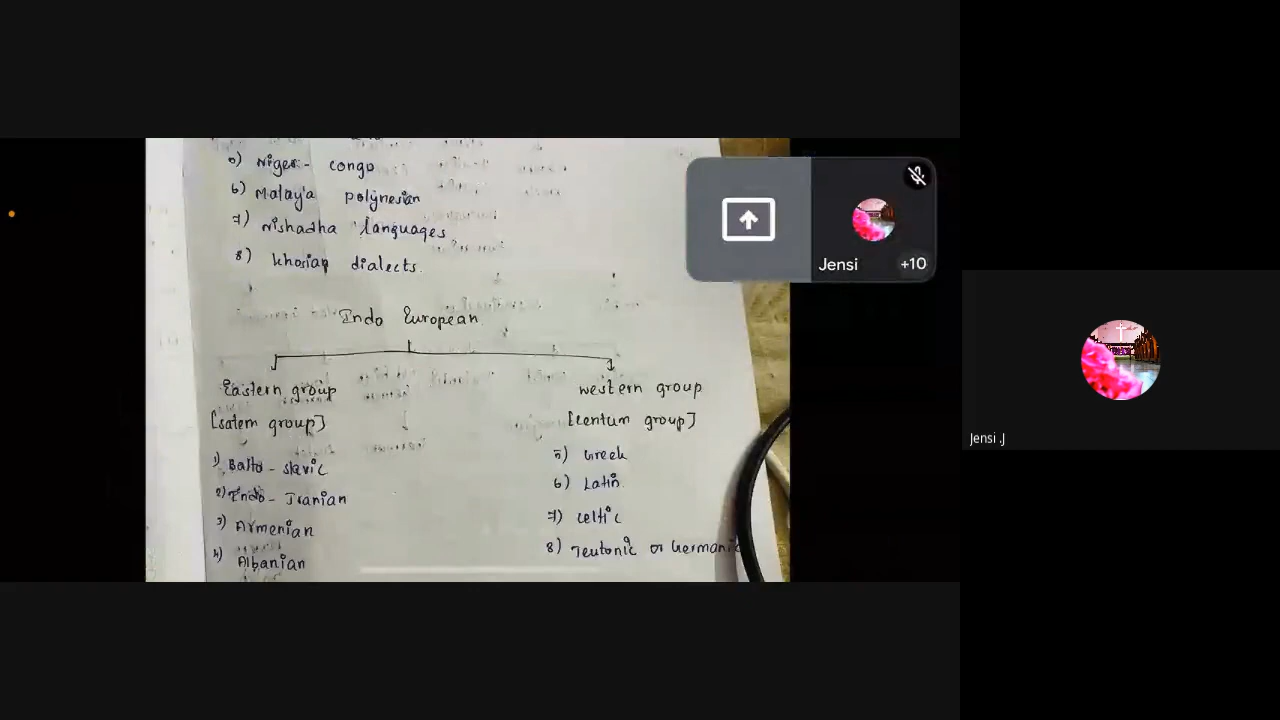 5) Niger- congo
6) Malaya polynesian
7) Nishadha languages
8) khosian dialects.
Indo European
Eastern group
western group
[satem group]
[centum group]
1) Balto - slavic
5) Greek
2) Indo - Iranian
6) Latin
3) Armenian
7) celtic
4) Albanian
8) Teutonic or Germanic
Jensi
+10
Jensi .J